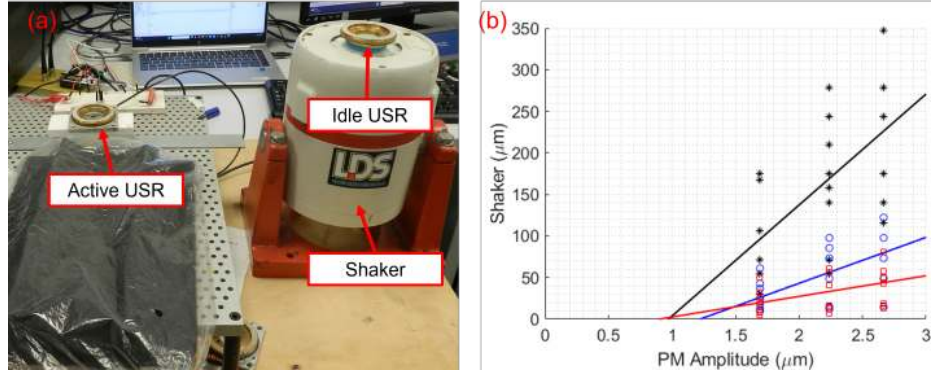 (a)
Idle USR
LDS
Active USR
Shaker
(b)
350
300
250
200
150
100
50
0
Shaker (μm)
0
0.5
1
1.5
2
2.5
3
PM Amplitude (μm)